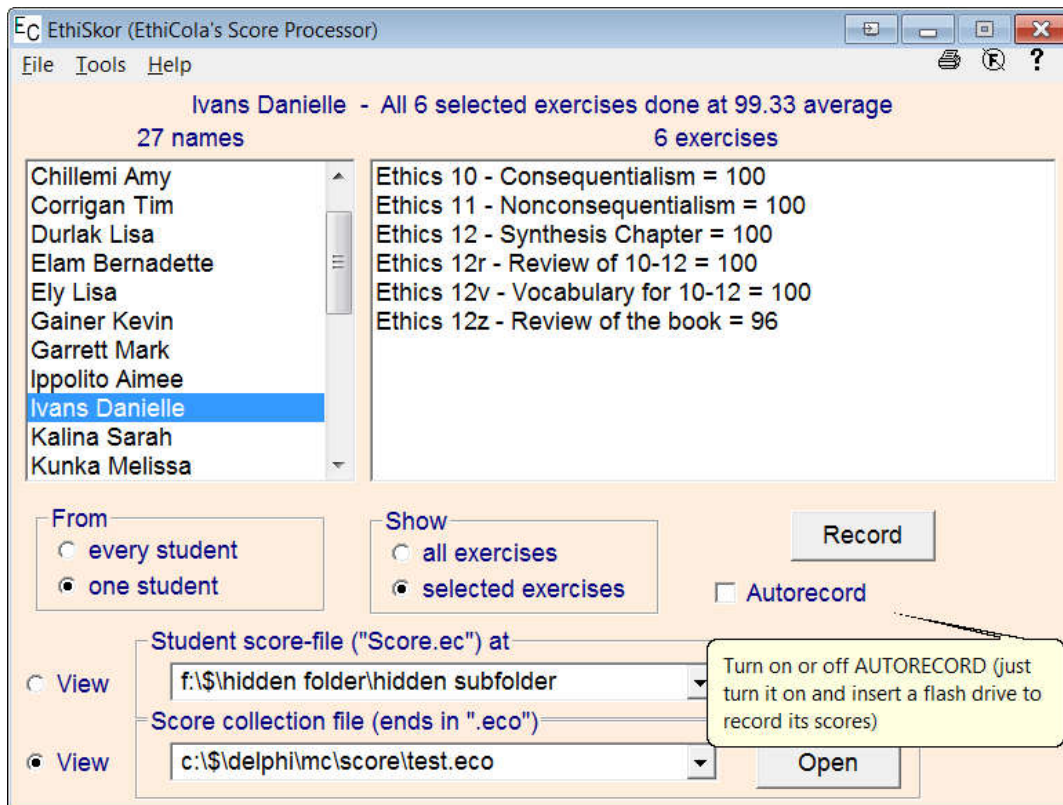 EC EthiSkor (EthiCola's Score Processor)
File Tools Help F ?
Ivans Danielle - All 6 selected exercises done at 99.33 average
27 names
6 exercises
Chillemi Amy
Corrigan Tim
Durlak Lisa
Elam Bernadette
Ely Lisa
Gainer Kevin
Garrett Mark
Ippolito Aimee
Ivans Danielle
Kalina Sarah
Kunka Melissa
Ethics 10 - Consequentialism = 100
Ethics 11 - Nonconsequentialism = 100
Ethics 12 - Synthesis Chapter = 100
Ethics 12r - Review of 10-12 = 100
Ethics 12v - Vocabulary for 10-12 = 100
Ethics 12z - Review of the book = 96
From
every student
one student
Show
all exercises
selected exercises
Record
Autorecord
Student score-file ("Score.ec") at
View
f:\$\hidden folder\hidden subfolder
Turn on or off AUTORECORD (just
turn it on and insert a flash drive to
record its scores)
Score collection file (ends in ".eco")
View
c:\$\delphi\mc\score\test.eco
Open